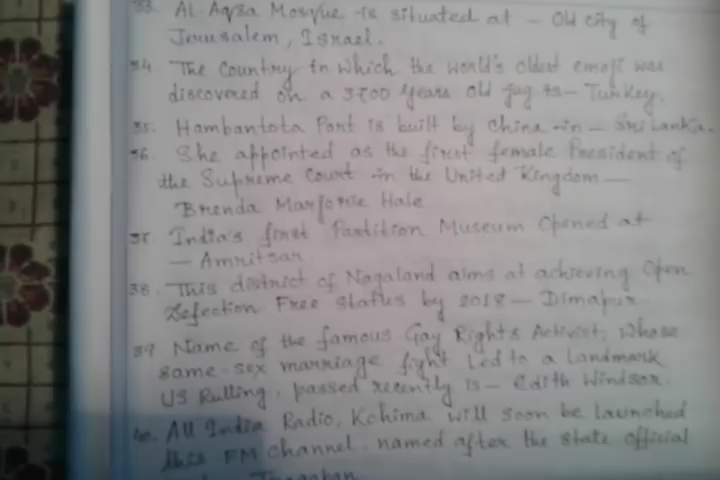 33. Al-Aqsa Mosque is situated at - Old city of
Jerusalem, Israel.
34 The Country in which the world's oldest emoji was
discovered on a 3700 years old jug is - Turkey.
35. Hambantota Port is built by China in - Sri Lanka.
36. She appointed as the first female President of
the Supreme Court in the United Kingdom —
Brenda Marjorie Hale
37 India's first Partition Museum Opened at
— Amritsar
38. This district of Nagaland aims at achieving Open
Defection Free status by 2018 — Dimapur
39 Name of the famous Gay Rights Activist, Whose
same-sex marriage fight Led to a landmark
US Rulling, passed recently is - Edith Windsor.
40. All India Radio, Kohima will soon be launched
this FM channel, named after the state official